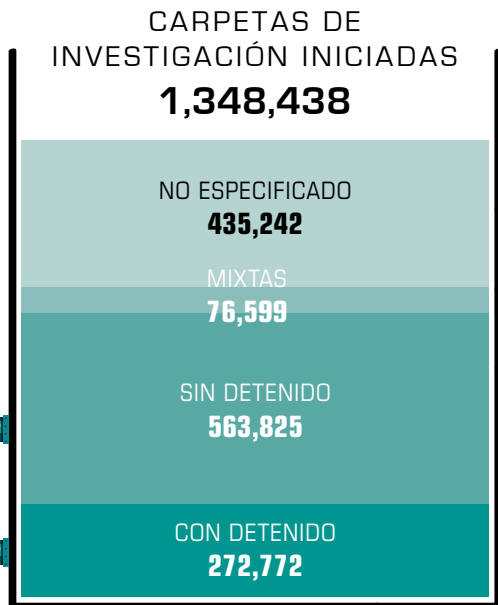 CARPETAS DE
INVESTIGACIÓN INICIADAS
1,348,438
NO ESPECIFICADO
435,242
MIXTAS
76,599
SIN DETENIDO
563,825
CON DETENIDO
272,772